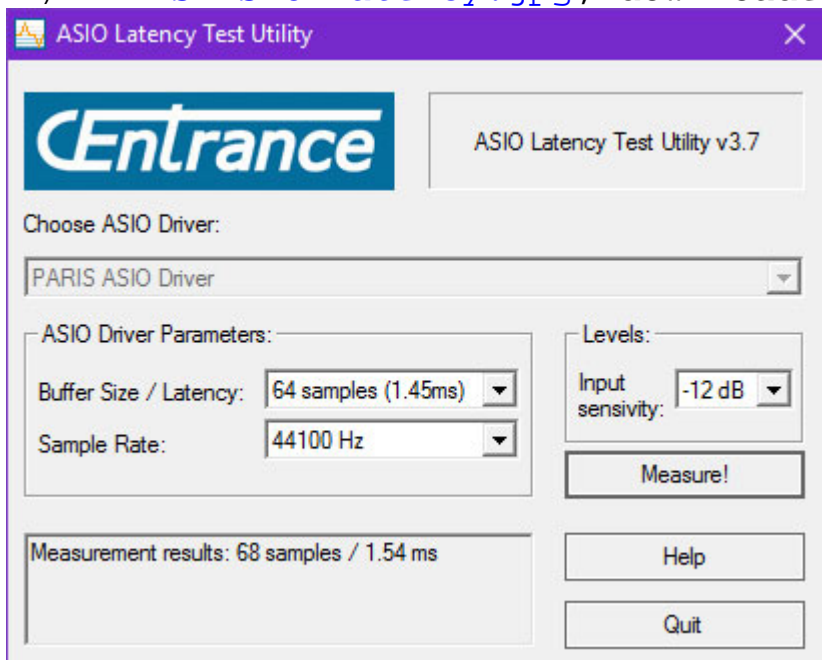 ASIO Latency Test Utility
CEntrance
ASIO Latency Test Utility v3.7
Choose ASIO Driver:
PARIS ASIO Driver
ASIO Driver Parameters:
Buffer Size / Latency: 64 samples (1.45ms)
Sample Rate: 44100 Hz
Levels:
Input
sensivity: -12 dB
Measure!
Measurement results: 68 samples / 1.54 ms
Help
Quit